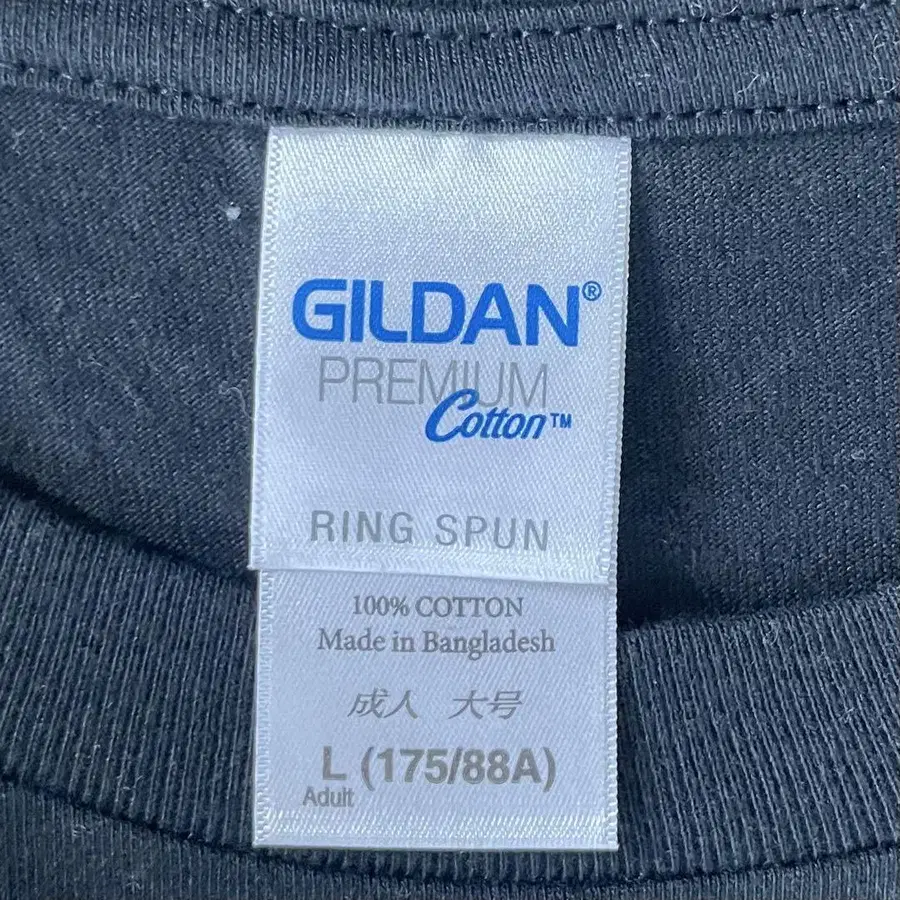 GILDAN®
PREMIUM
Cotton™
RING SPUN
100% COTTON
Made in Bangladesh
成人 大号
L (175/88A)
Adult